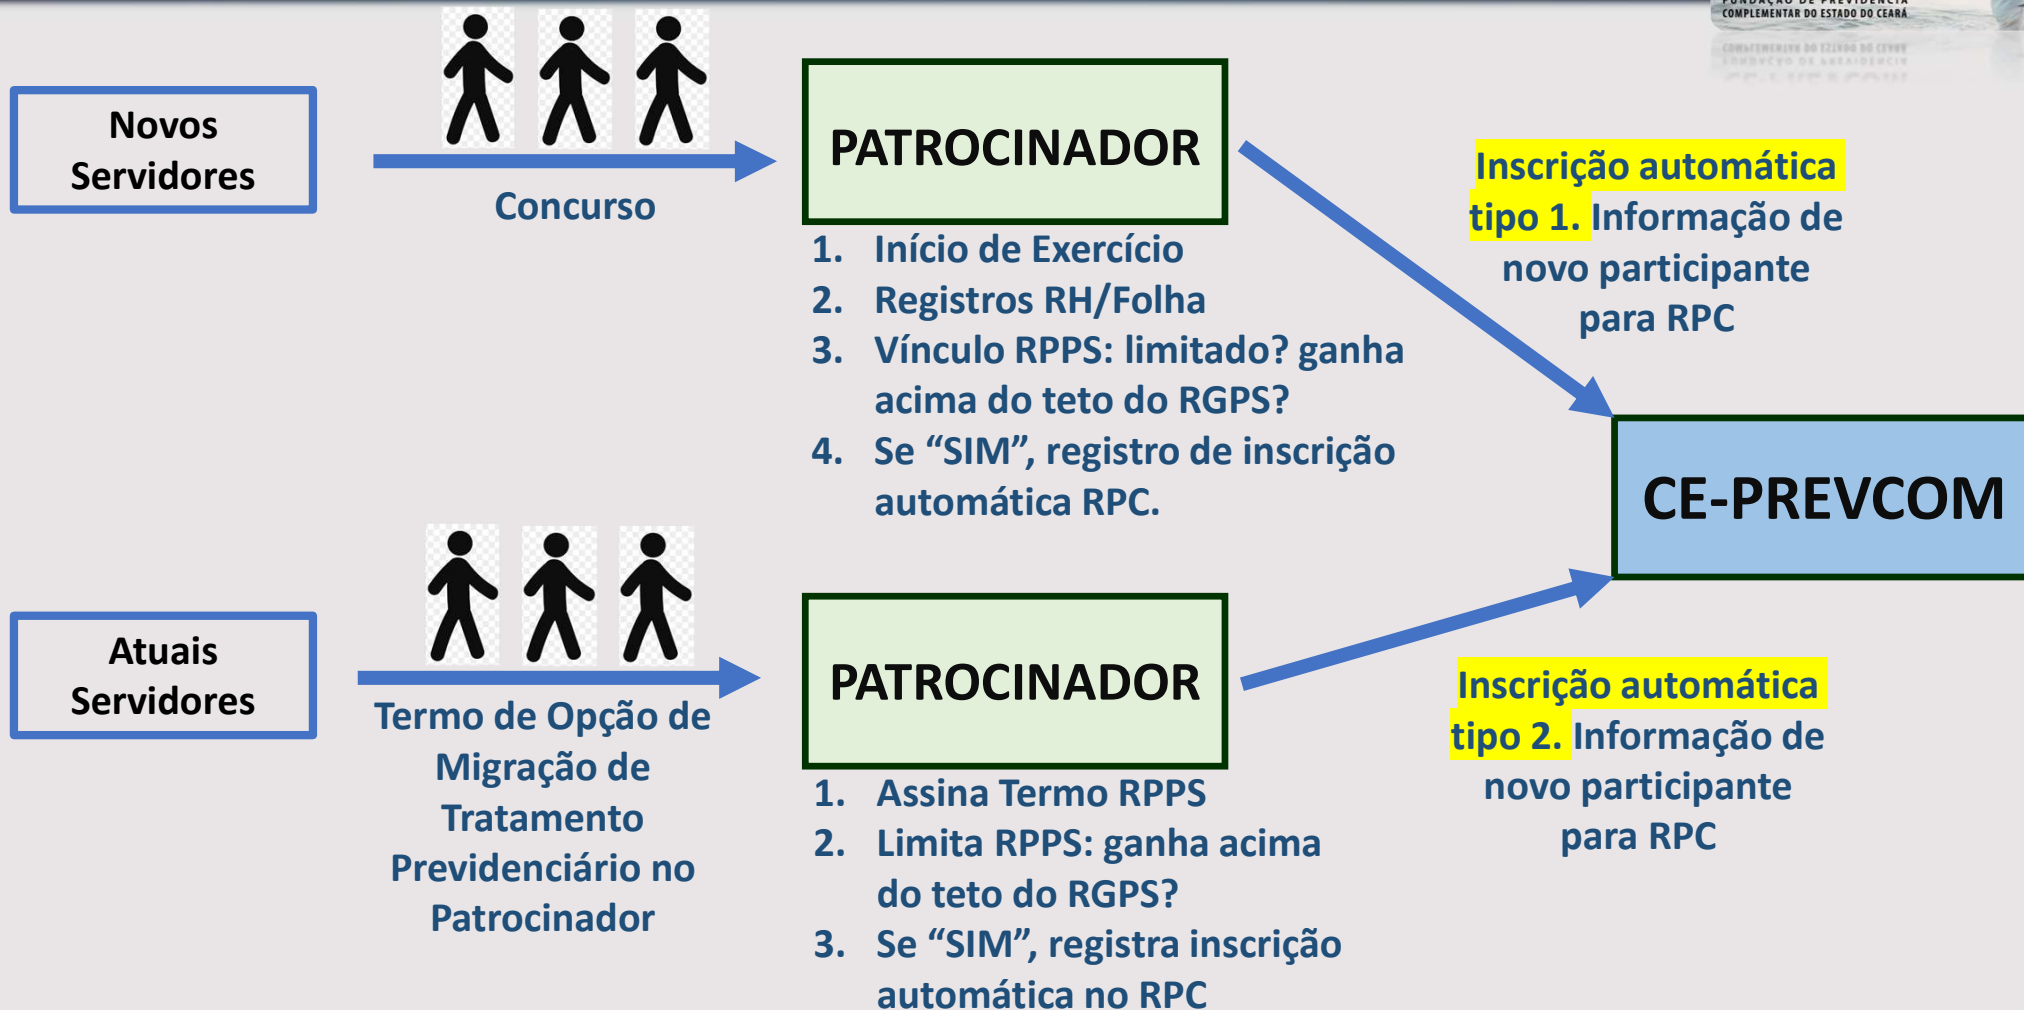 FUNDAÇÃO DE PREVIDÊNCIA
COMPLEMENTAR DO ESTADO DO CEARÁ
Novos
Servidores
Concurso
PATROCINADOR
1. Início de Exercício
2. Registros RH/Folha
3. Vínculo RPPS: limitado? ganha
acima do teto do RGPS?
4. Se “SIM”, registro de inscrição
automática RPC.
Inscrição automática
tipo 1. Informação de
novo participante
para RPC
CE-PREVCOM
Atuais
Servidores
Termo de Opção de
Migração de
Tratamento
Previdenciário no
Patrocinador
PATROCINADOR
1. Assina Termo RPPS
2. Limita RPPS: ganha acima
do teto do RGPS?
3. Se “SIM”, registra inscrição
automática no RPC
Inscrição automática
tipo 2. Informação de
novo participante
para RPC